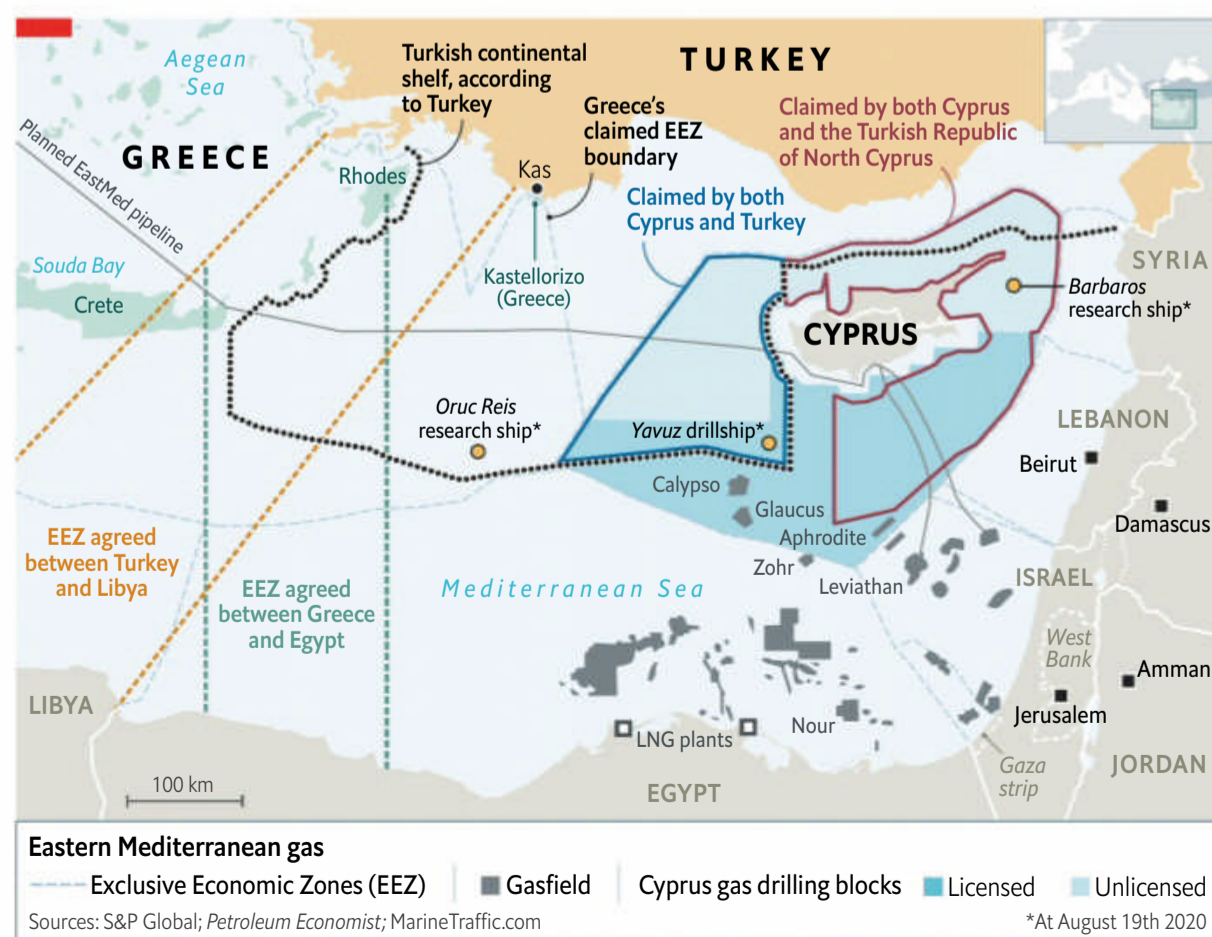 Aegean
Sea
Turkish continental
shelf, according
to Turkey
TURKEY
Greece's
claimed EEZ
boundary
Claimed by both Cyprus
and the Turkish Republic
of North Cyprus
Planned EastMed pipeline
GREECE
Rhodes
Kas
Claimed by both
Cyprus and Turkey
Souda Bay
Crete
Kastellorizo
(Greece)
SYRIA
Barbaros
research ship*
CYPRUS
Oruc Reis
research ship*
Yavuz drillship*
LEBANON
Beirut
Damascus
Calypso
Glaucus
Aphrodite
Zohr
Leviathan
EEZ agreed
between Turkey
and Libya
EEZ agreed
between Greece
and Egypt
Mediterranean Sea
ISRAEL
West
Bank
Amman
Jerusalem
LIBYA
LNG plants
Nour
Gaza
strip
JORDAN
100 km
EGYPT
Eastern Mediterranean gas
Exclusive Economic Zones (EEZ)
Gasfield
Cyprus gas drilling blocks
Licensed
Unlicensed
Sources: S&P Global; Petroleum Economist; MarineTraffic.com
*At August 19th 2020